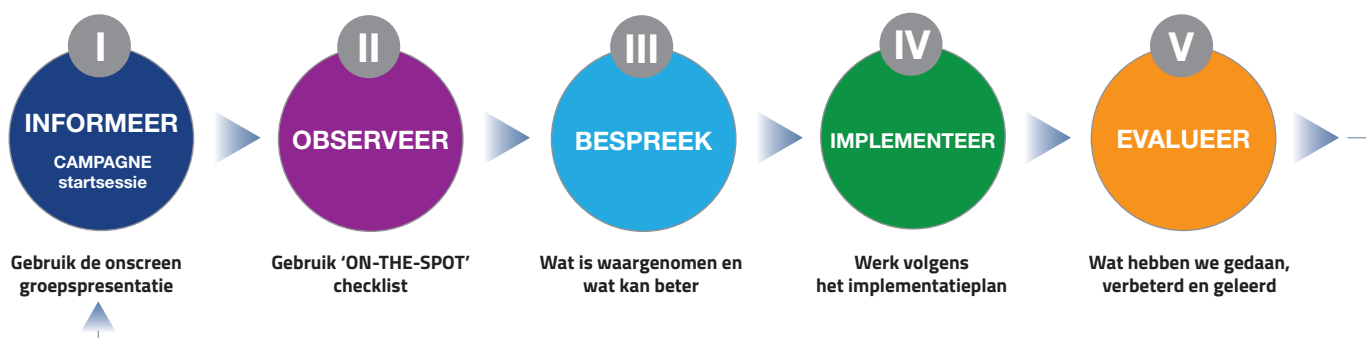 I
INFORMEER
CAMPAGNE
startsessie
Gebruik de onscreen
groepspresentatie
II
OBSERVEER
Gebruik ‘ON-THE-SPOT’
checklist
III
BESPREEK
Wat is waargenomen en
wat kan beter
IV
IMPLEMENTEER
Werk volgens
het implementatieplan
V
EVALUEER
Wat hebben we gedaan,
verbeterd en geleerd